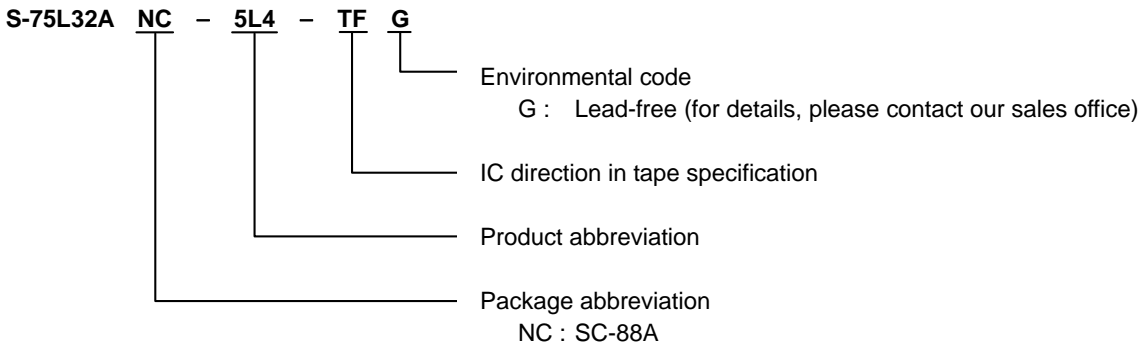 S-75L32A NC – 5L4 – TF G
Environmental code
G : Lead-free (for details, please contact our sales office)
IC direction in tape specification
Product abbreviation
Package abbreviation
NC : SC-88A